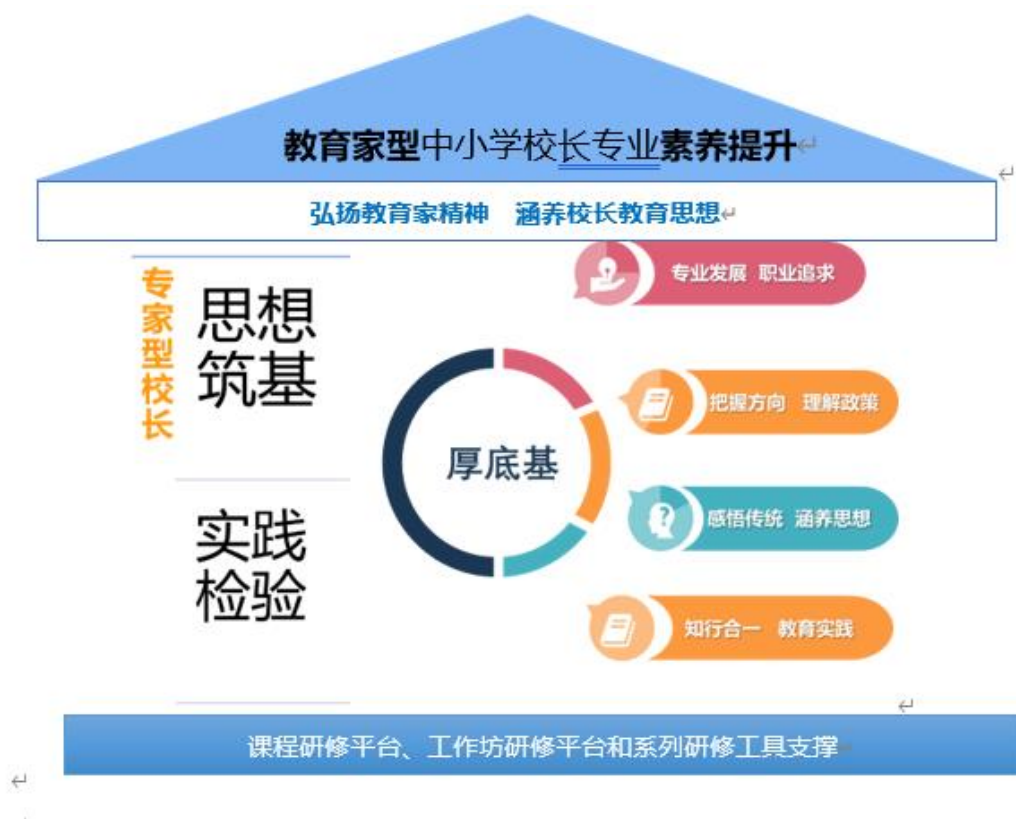 教育家型中小学校长专业素养提升
弘扬教育家精神 涵养校长教育思想
专家型校长
思想
筑基
实践
检验
厚底基
专业发展 职业追求
把握方向 理解政策
感悟传统 涵养思想
知行合一 教育实践
课程研修平台、工作坊研修平台和系列研修工具支撑